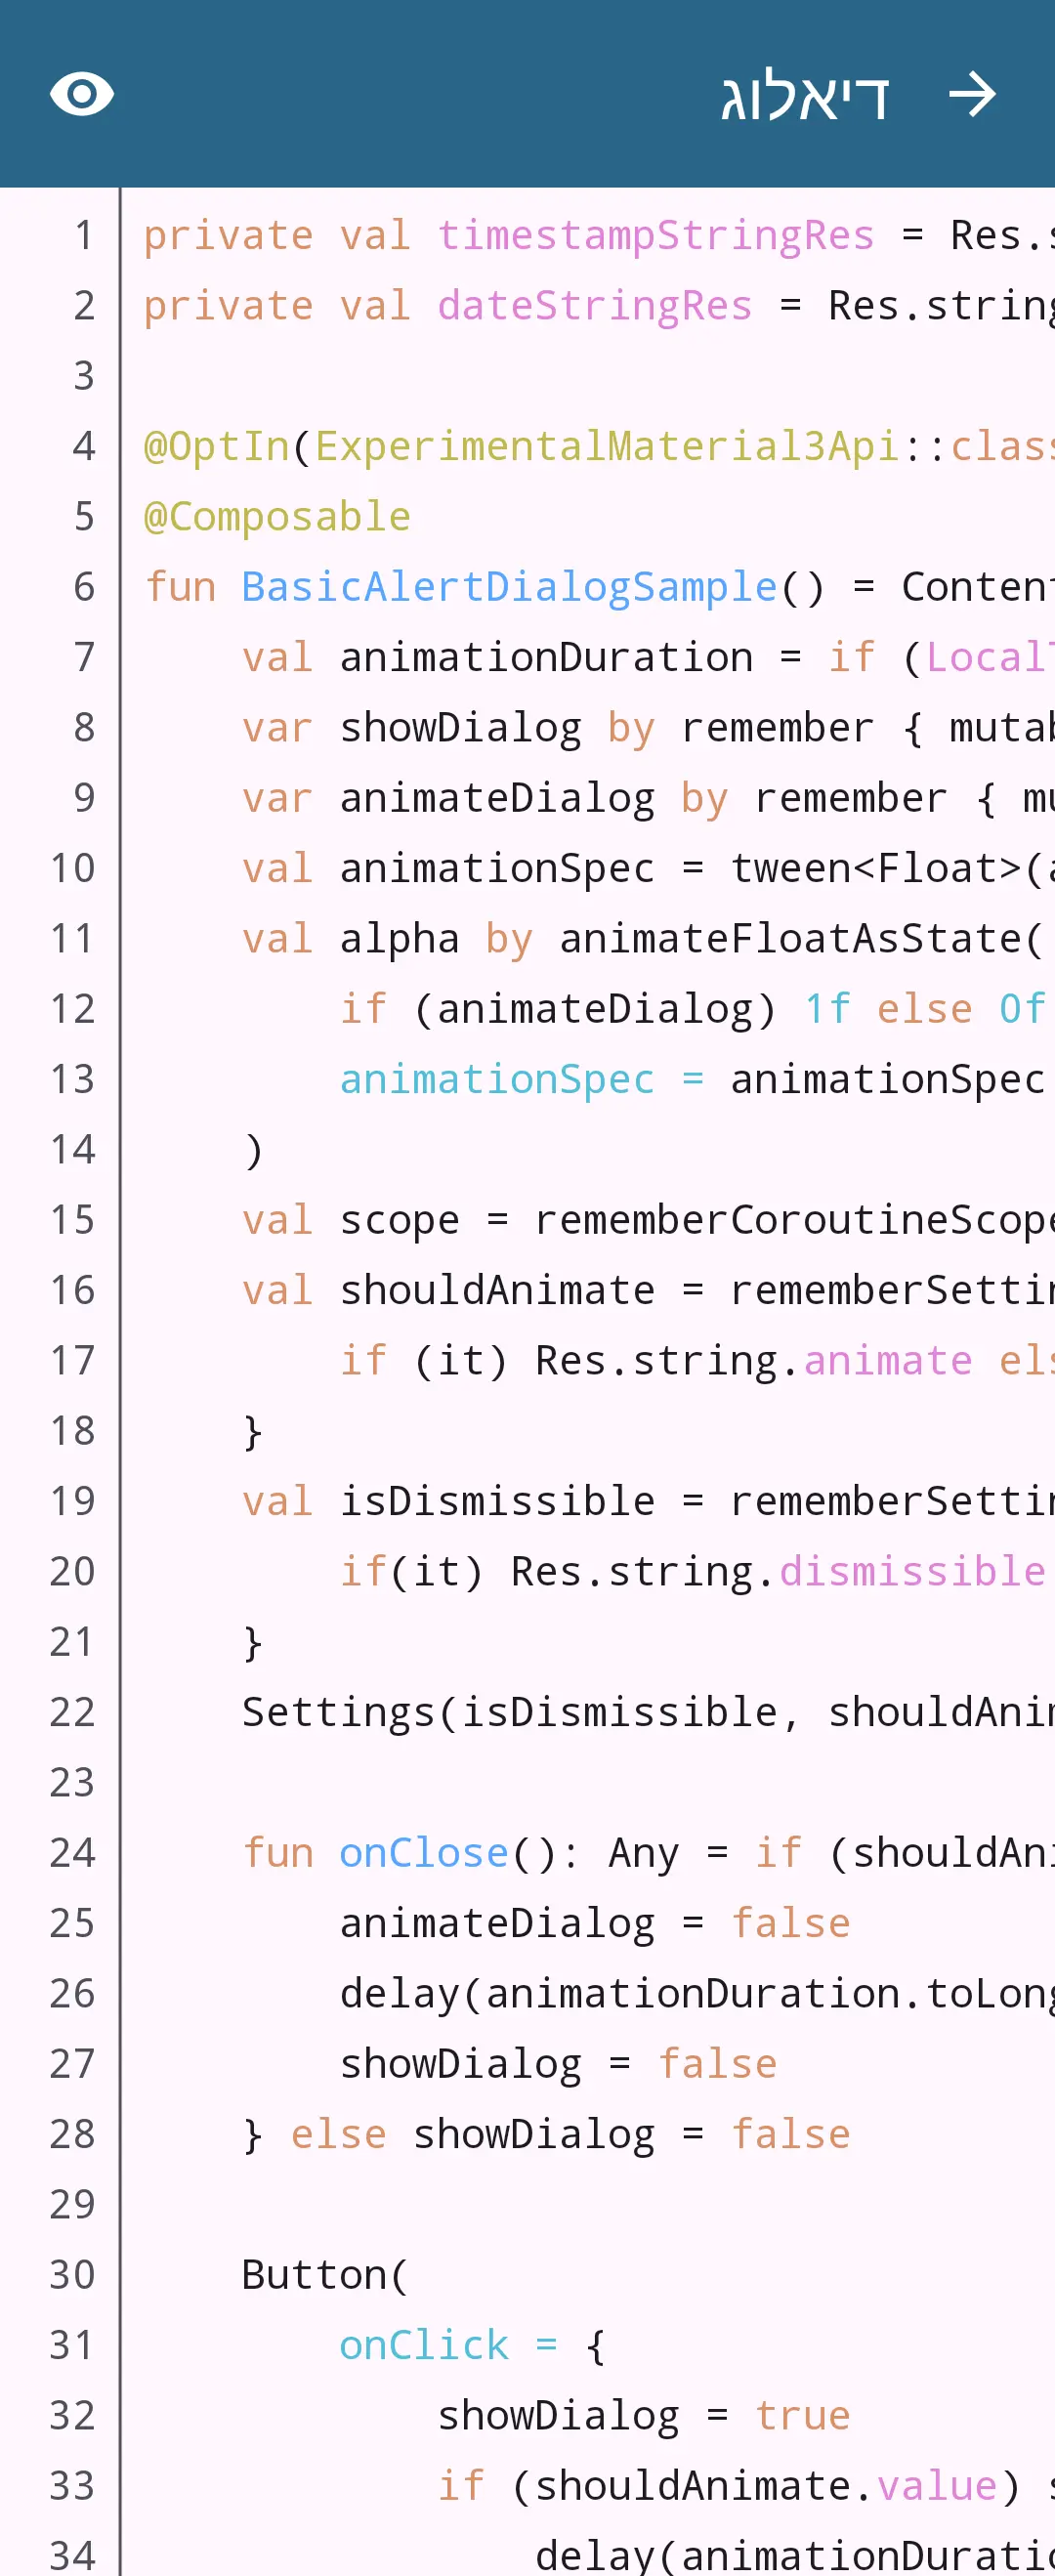 דיאלוג
1 private val timestampStringRes = Res.s
2 private val dateStringRes = Res.string
3
4 @OptIn(ExperimentalMaterial3Api::class
5 @Composable
6 fun BasicAlertDialogSample() = Content
7     val animationDuration = if (LocalT
8     var showDialog by remember { mutab
9     var animateDialog by remember { mu
10     val animationSpec = tween<Float>(a
11     val alpha by animateFloatAsState(
12         if (animateDialog) 1f else 0f
13         animationSpec = animationSpec
14     )
15     val scope = rememberCoroutineScope
16     val shouldAnimate = rememberSettin
17         if (it) Res.string.animate els
18     }
19     val isDismissible = rememberSettin
20         if(it) Res.string.dismissible
21     }
22     Settings(isDismissible, shouldAnim
23
24     fun onClose(): Any = if (shouldAni
25         animateDialog = false
26         delay(animationDuration.toLong
27         showDialog = false
28     } else showDialog = false
29
30     Button(
31         onClick = {
32             showDialog = true
33             if (shouldAnimate.value) s
34                 delay(animationDuratio